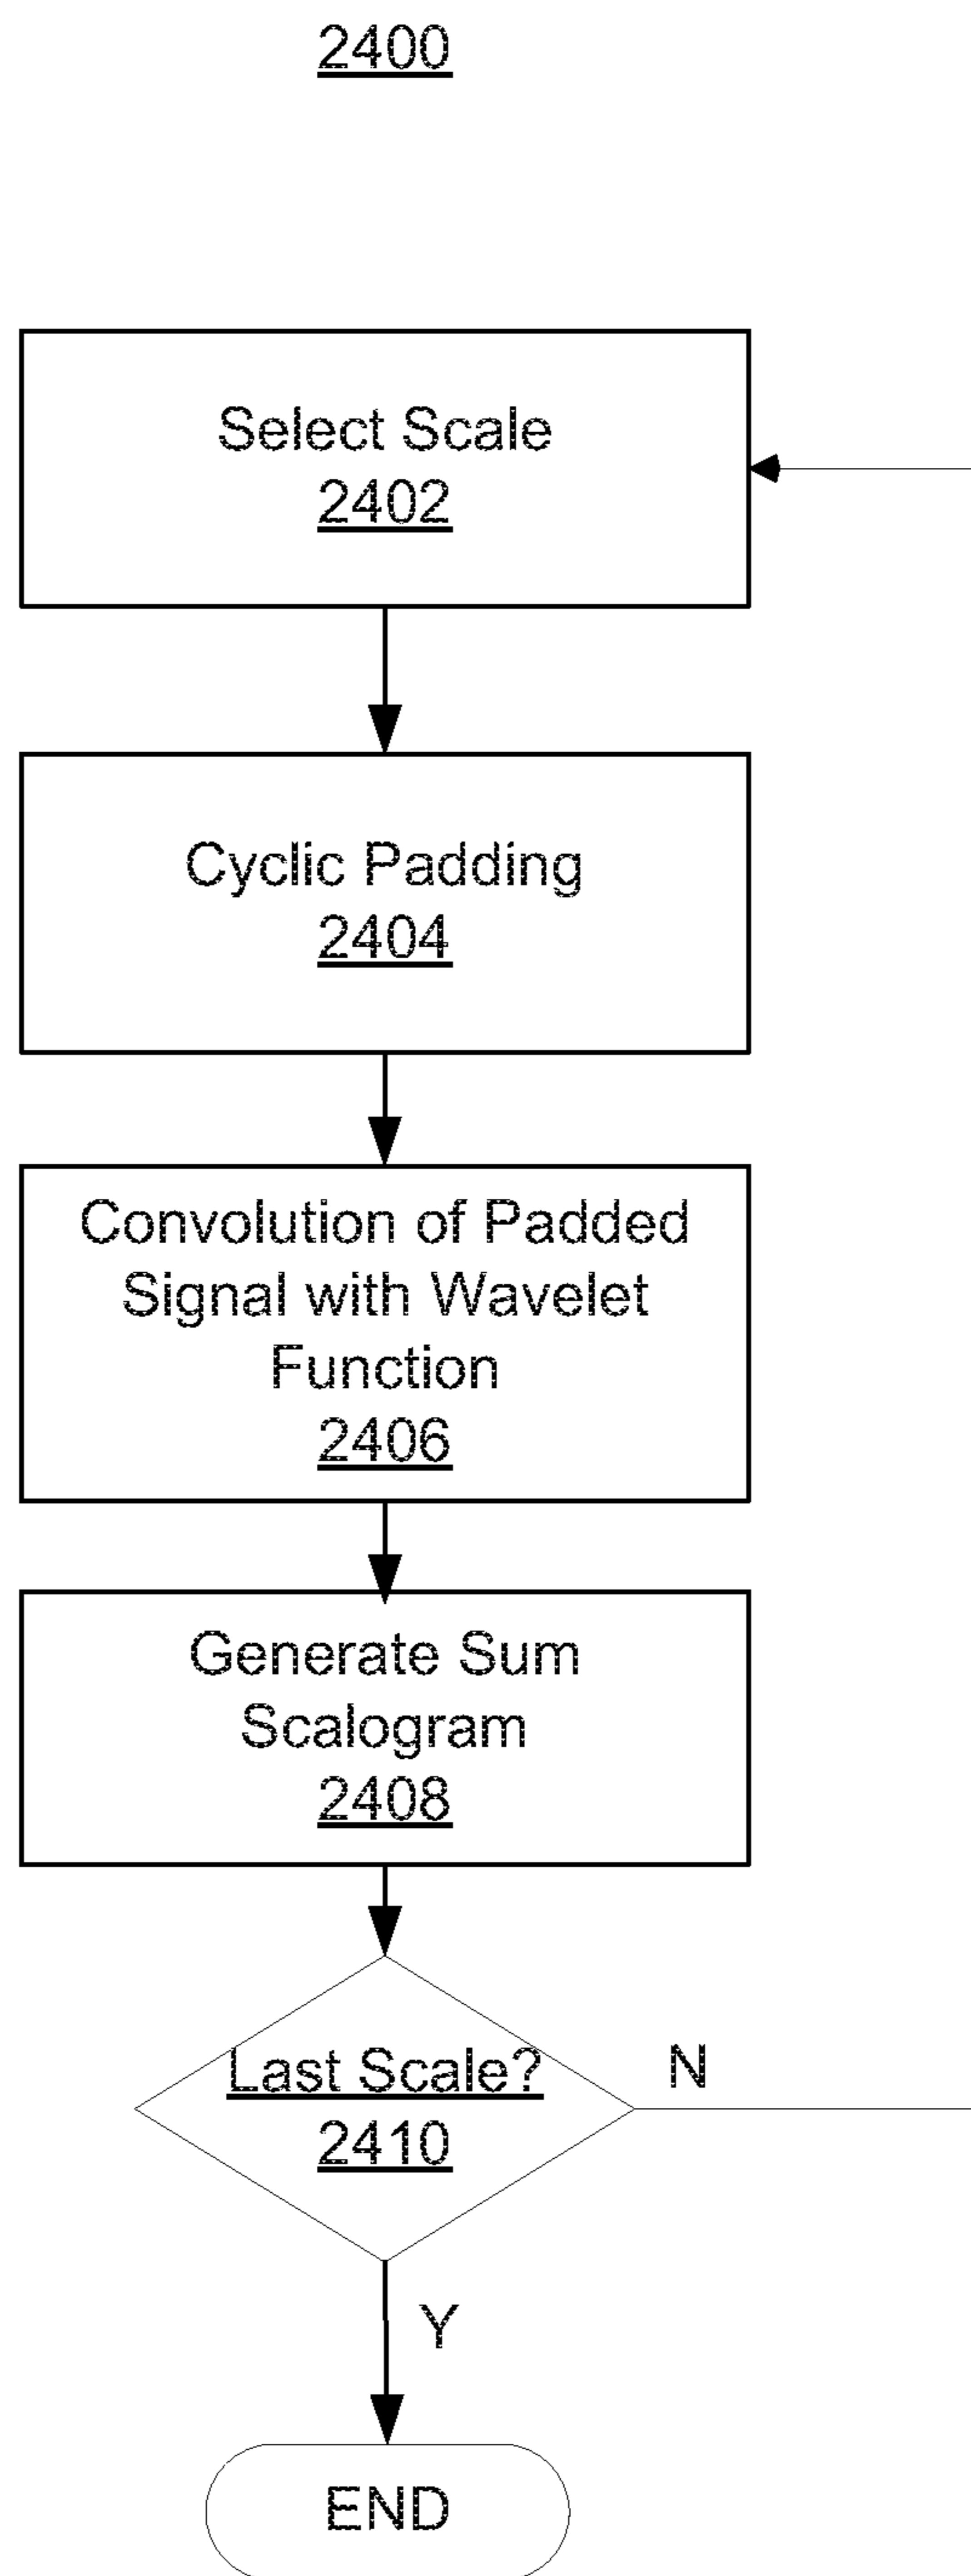 2400
Select Scale
2402
Cyclic Padding
2404
Convolution of Padded
Signal with Wavelet
Function
2406
Generate Sum
Scalogram
2408
Last Scale?
2410
N
Y
END